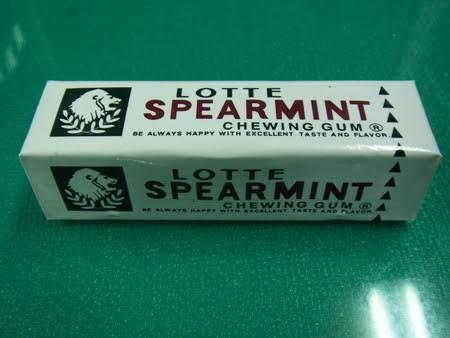 LOTTE
SPEARMINT
CHEWING GUM ®
BE ALWAYS HAPPY WITH EXCELLENT TASTE AND FLAVOR.
LOTTE
SPEARMINT
CHEWING GUM ®
BE ALWAYS HAPPY WITH EXCELLENT TASTE AND FLAVOR.